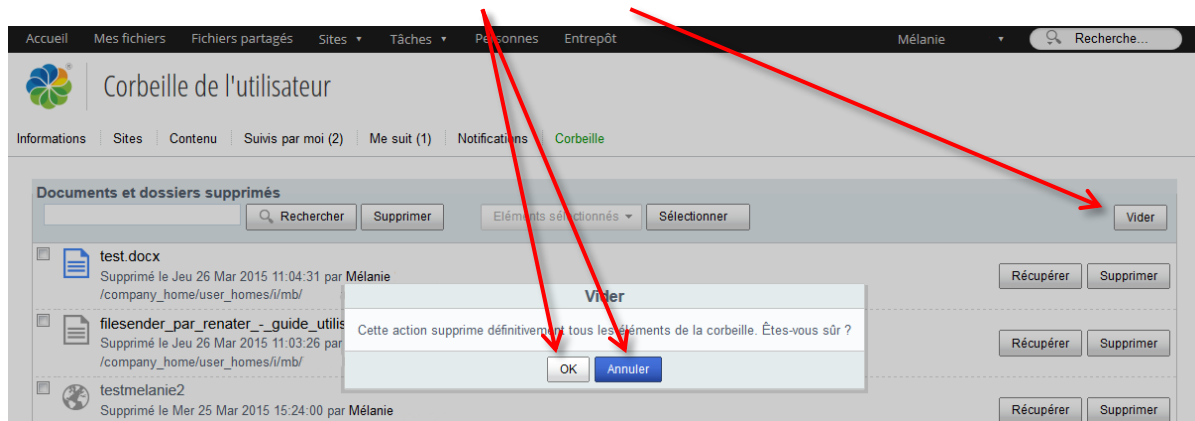 Accueil Mes fichiers Fichiers partagés Sites Tâches Personnes Entrepôt Mélanie Recherche...
Corbeille de l'utilisateur
Informations Sites Contenu Suivis par moi (2) Me suit (1) Notifications Corbeille
Documents et dossiers supprimés
Rechercher Supprimer Eléments sélectionnés Sélectionner Vider
test.docx
Supprimé le Jeu 26 Mar 2015 11:04:31 par Mélanie
/company_home/user_homes/i/mb/
Récupérer Supprimer
Vider
Cette action supprime définitivement tous les éléments de la corbeille. Êtes-vous sûr ?
OK Annuler
filesender_par_renater_-_guide_utilis
Supprimé le Jeu 26 Mar 2015 11:03:26 par
/company_home/user_homes/i/mb/
Récupérer Supprimer
testmelanie2
Supprimé le Mer 25 Mar 2015 15:24:00 par Mélanie
Récupérer Supprimer